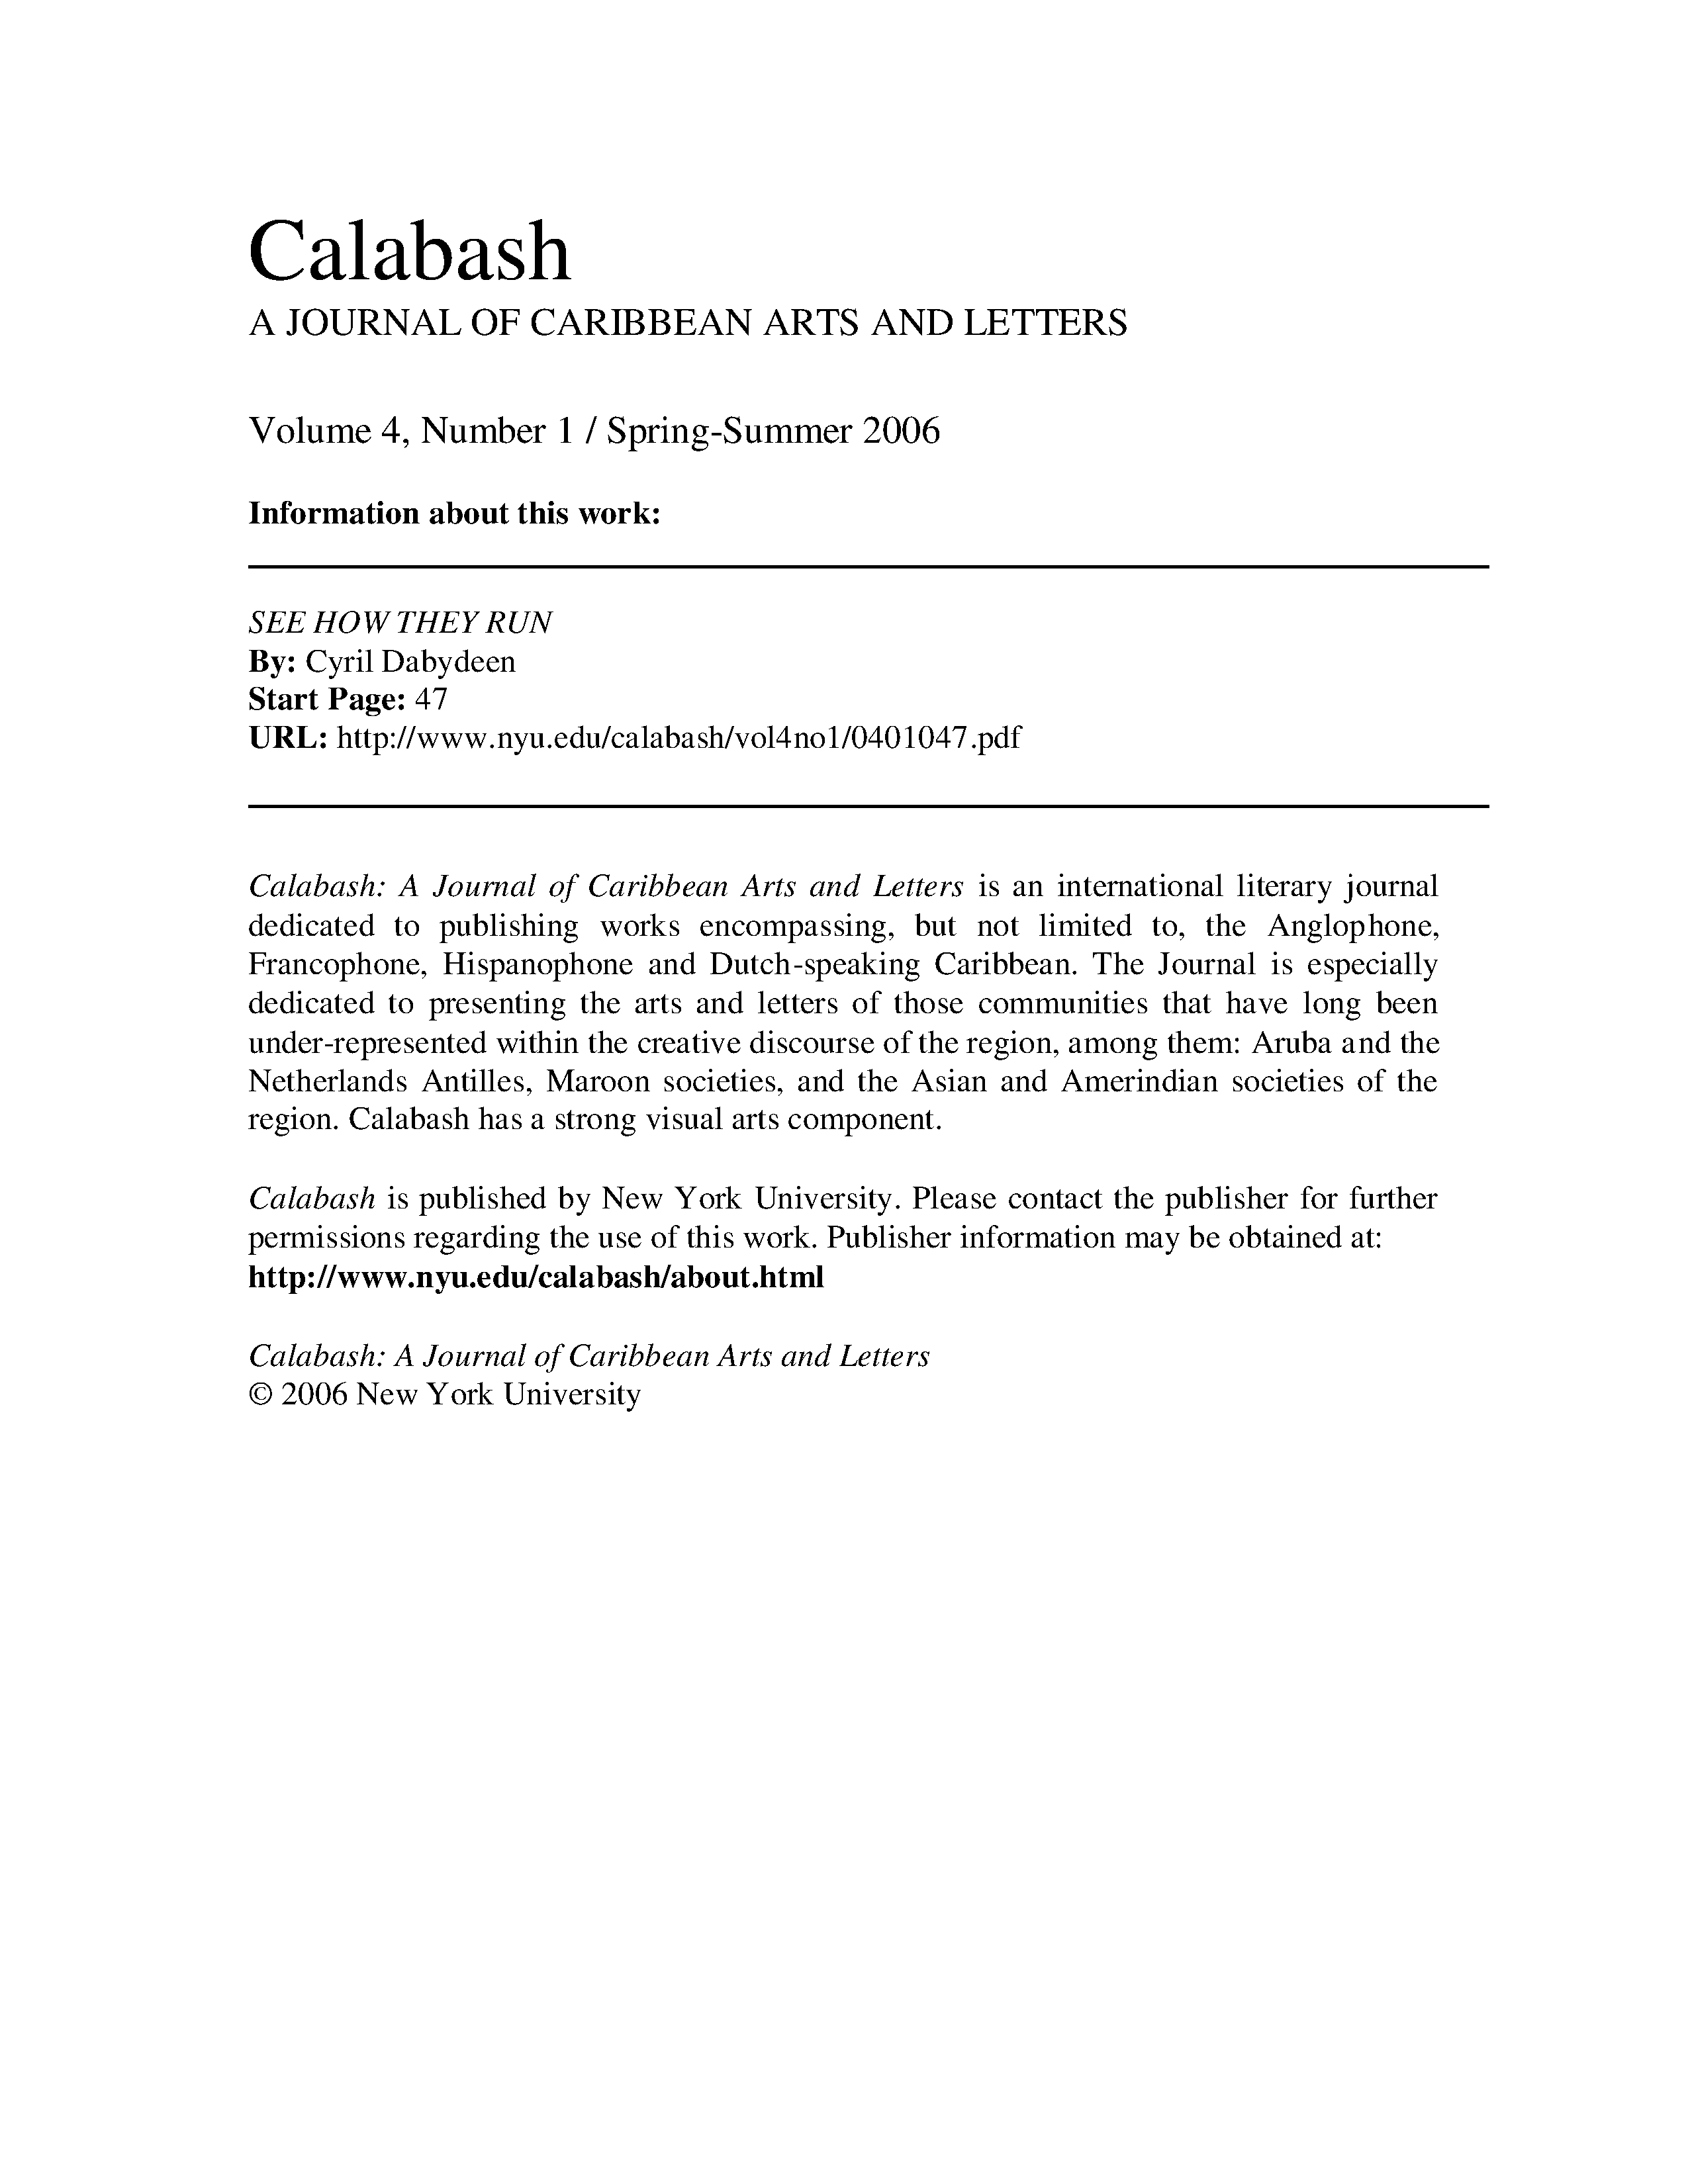 Calabash
A JOURNAL OF CARIBBEAN ARTS AND LETTERS
Volume 4, Number 1 / Spring-Summer 2006
Information about this work:
SEE HOW THEY RUN
By: Cyril Dabydeen
Start Page: 47
URL: http://www.nyu.edu/calabash/vol4no1/0401047.pdf
Calabash: A Journal of Caribbean Arts and Letters is an international literary journal
dedicated to publishing works encompassing, but not limited to, the Anglophone,
Francophone, Hispanophone and Dutch-speaking Caribbean. The Journal is especially
dedicated to presenting the arts and letters of those communities that have long been
under-represented within the creative discourse of the region, among them: Aruba and the
Netherlands Antilles, Maroon societies, and the Asian and Amerindian societies of the
region. Calabash has a strong visual arts component.
Calabash is published by New York University. Please contact the publisher for further
permissions regarding the use of this work. Publisher information may be obtained at:
http://www.nyu.edu/calabash/about.html
Calabash: A Journal of Caribbean Arts and Letters
© 2006 New York University